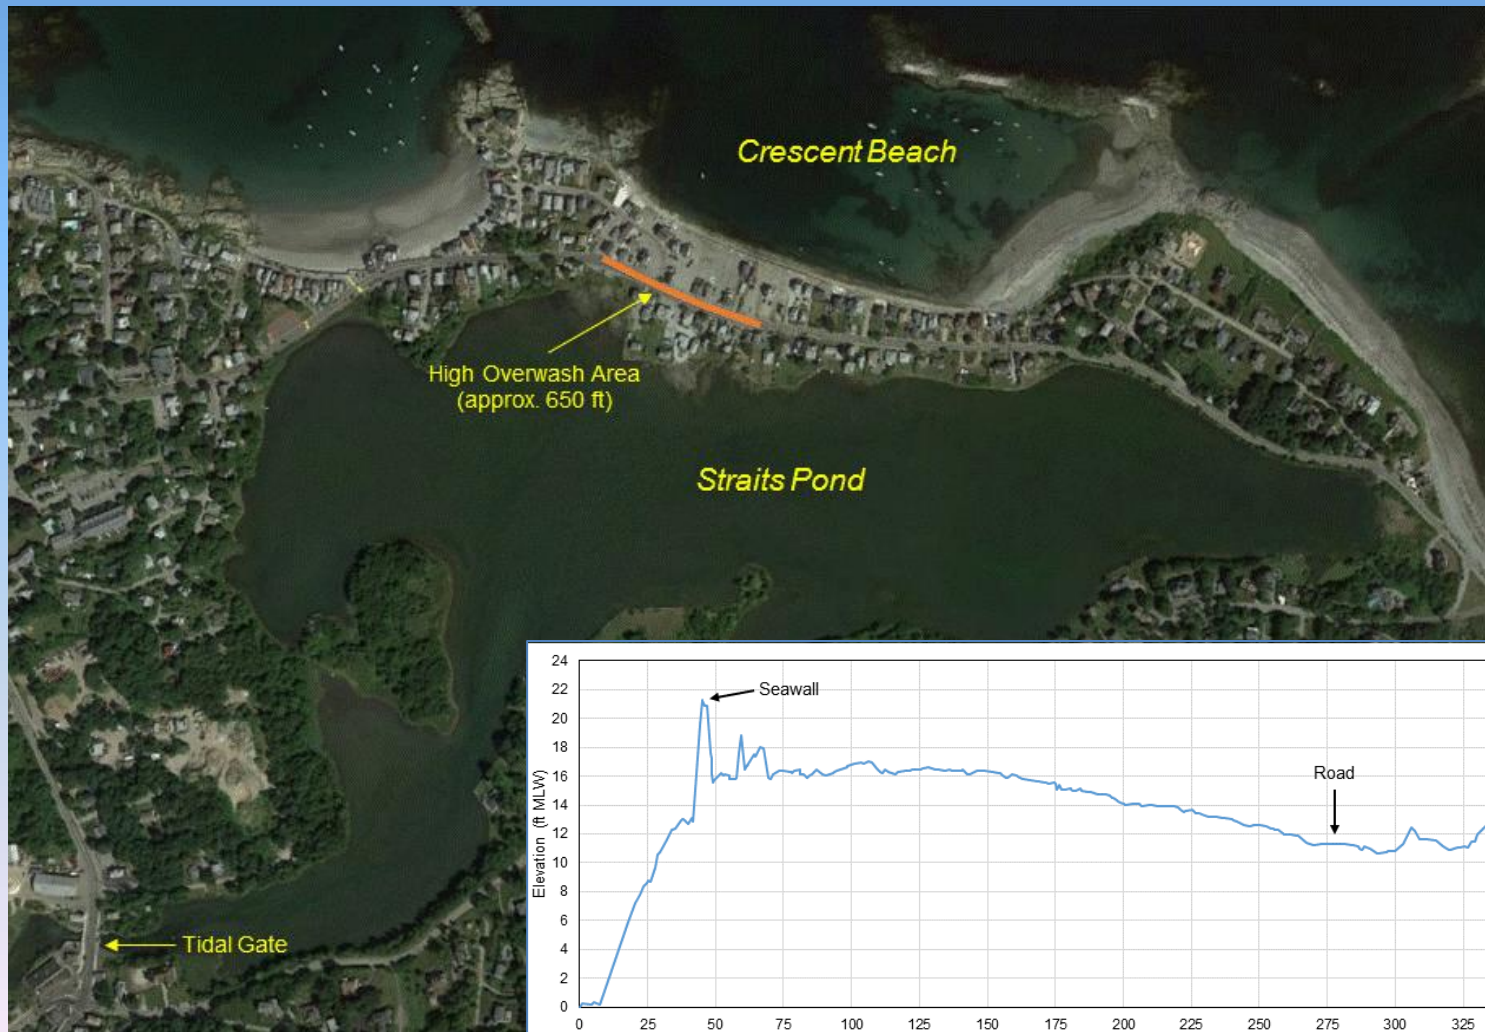 Crescent Beach
High Overwash Area
(approx. 650 ft)
Straits Pond
Tidal Gate
Elevation (ft MLW)
24
22
20
18
16
14
12
10
8
6
4
2
0
Seawall
Road
0 25 50 75 100 125 150 175 200 225 250 275 300 325